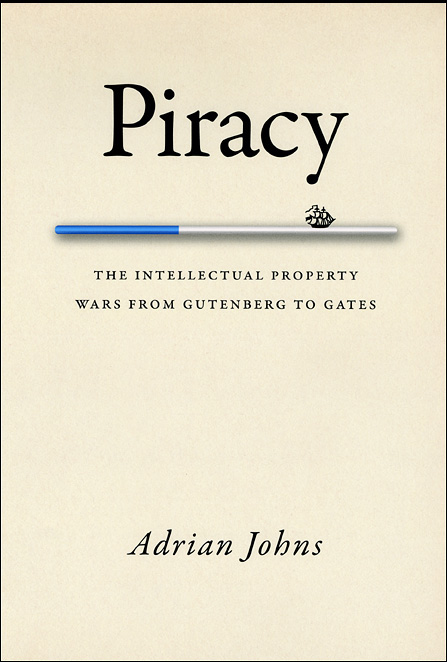 Piracy
THE INTELLECTUAL PROPERTY
WARS FROM GUTENBERG TO GATES
Adrian Johns